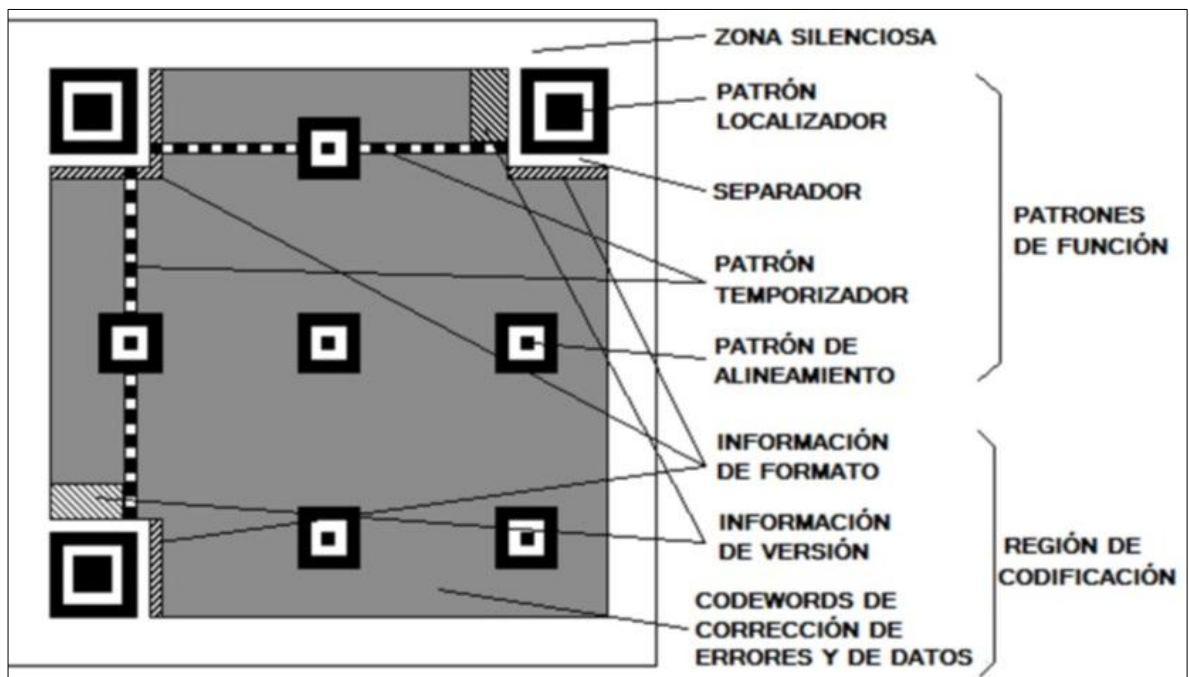 ZONA SILENCIOSA
PATRÓN
LOCALIZADOR
SEPARADOR
PATRÓN
TEMPORIZADOR
PATRÓN DE
ALINEAMIENTO
PATRONES
DE FUNCIÓN
INFORMACIÓN
DE FORMATO
INFORMACIÓN
DE VERSIÓN
CODEWORDS DE
CORRECCIÓN DE
ERRORES Y DE DATOS
REGIÓN DE
CODIFICACIÓN